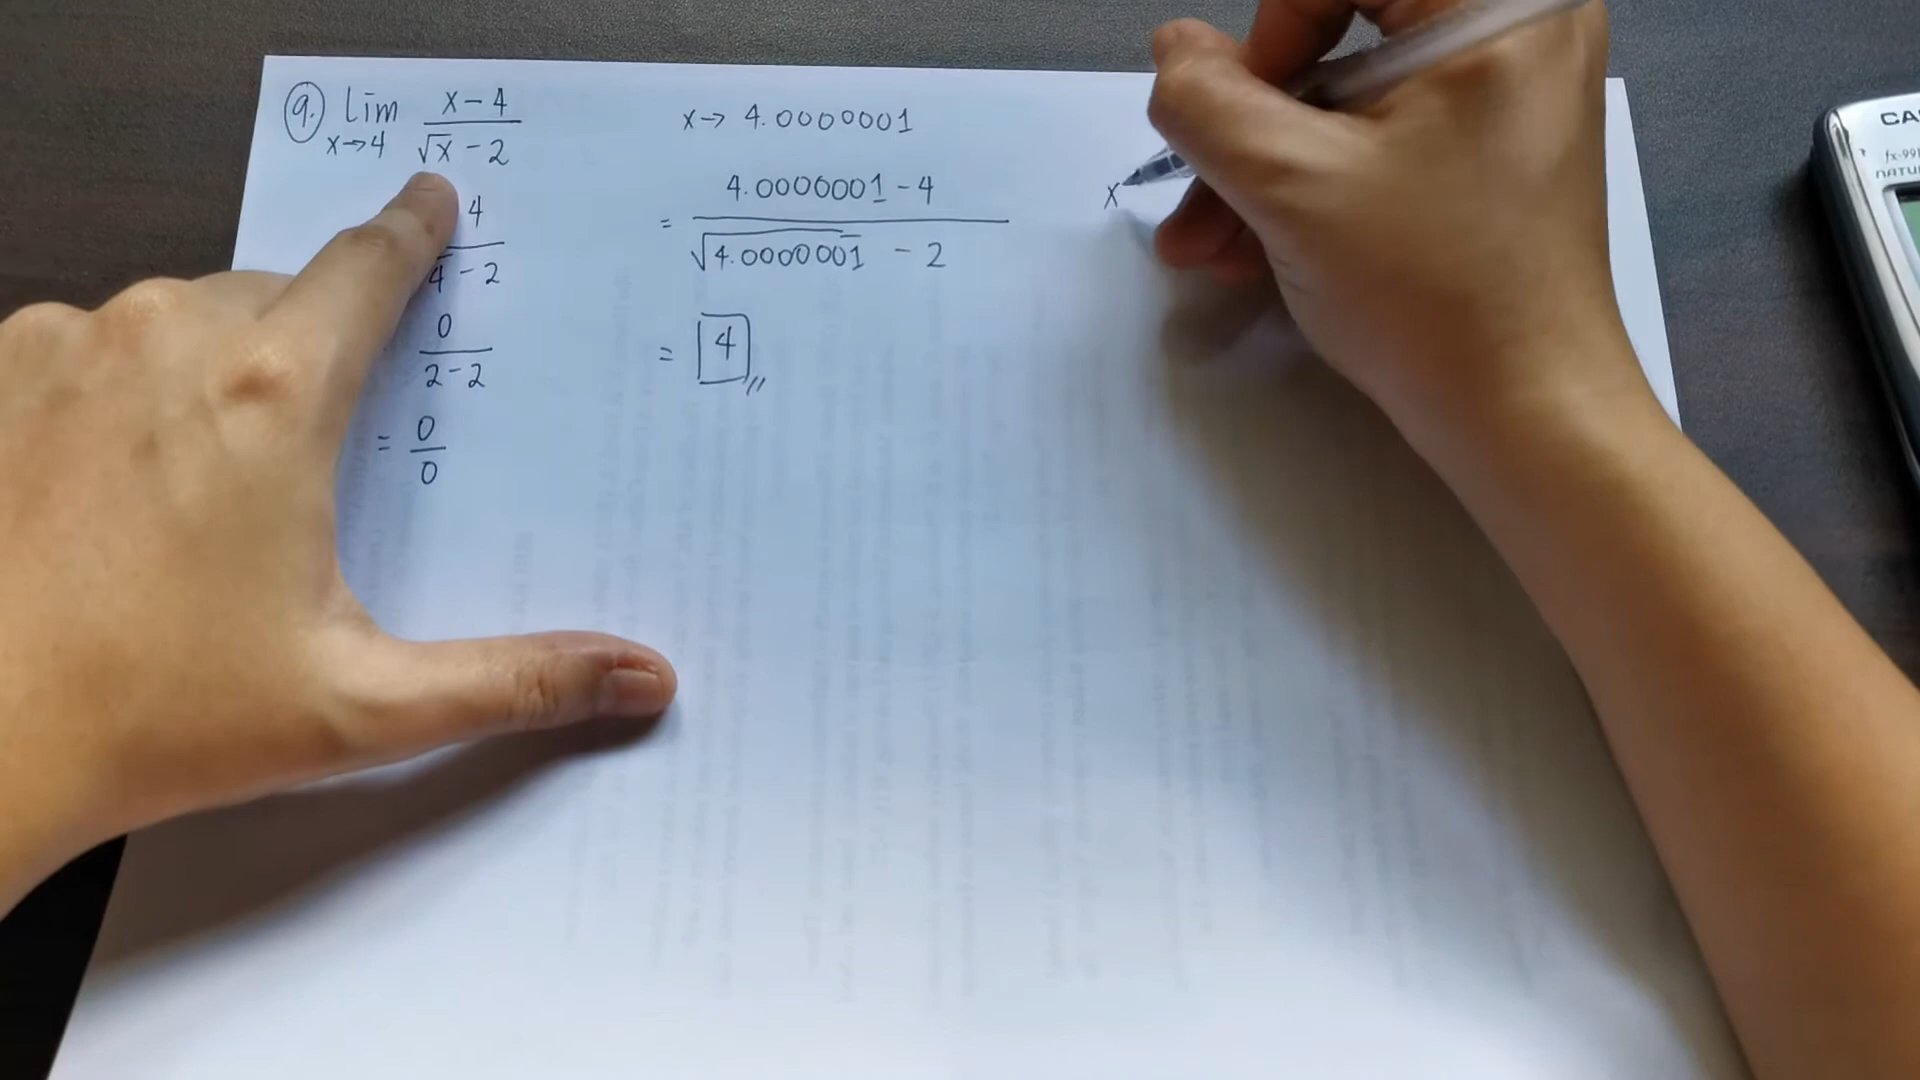 9. Lim x-4
x→4 √x - 2
4
4 - 2
0
2-2
= 0
0
x→ 4.0000001
4.0000001 - 4
=
√4.0000001 - 2
= 4
x
CA
fx-991
NATU